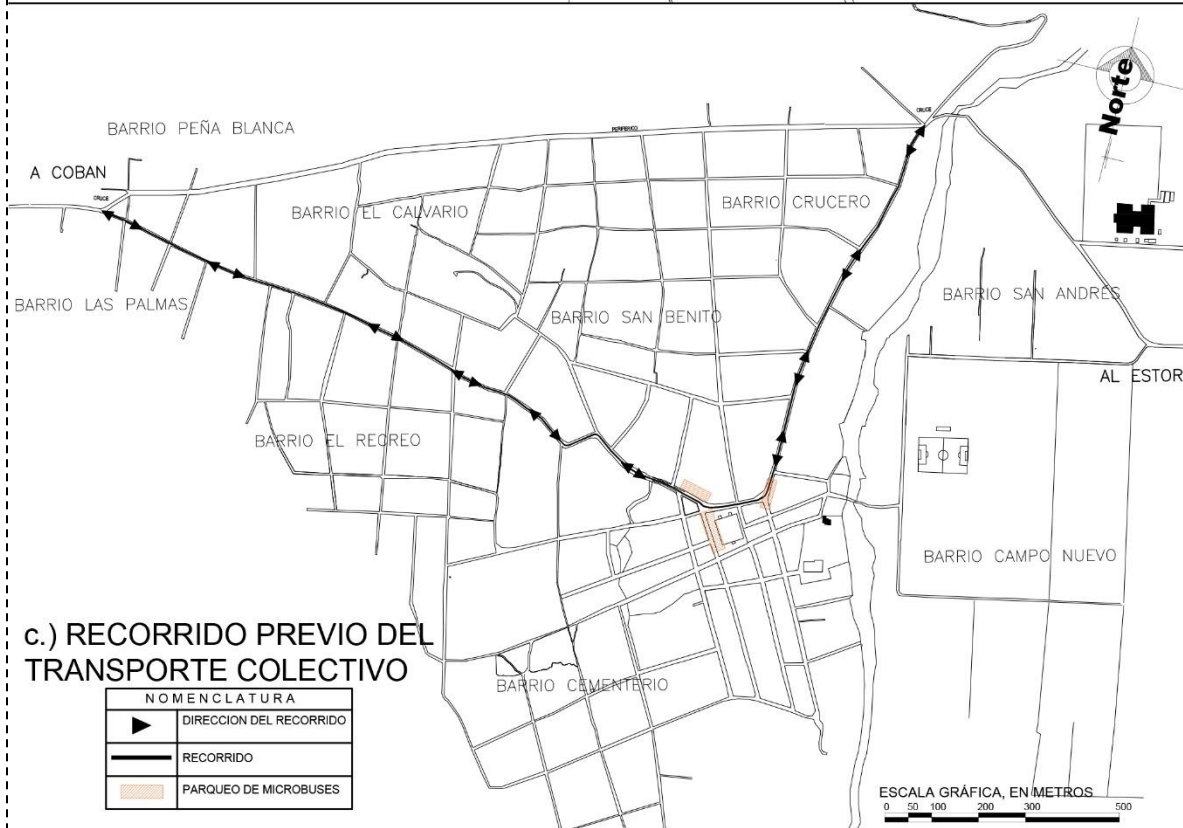 Norte
CRUCE
PERIFERICO
BARRIO PEÑA BLANCA
A COBAN
CRUCE
BARRIO EL CALVARIO
BARRIO CRUCERO
BARRIO LAS PALMAS
BARRIO SAN BENITO
BARRIO SAN ANDRÉS
AL ESTOR
BARRIO EL RECREO
BARRIO CAMPO NUEVO
c.) RECORRIDO PREVIO DEL
TRANSPORTE COLECTIVO
BARRIO CEMENTERIO
NOMENCLATURA
DIRECCION DEL RECORRIDO
RECORRIDO
PARQUEO DE MICROBUSES
ESCALA GRÁFICA, EN METROS
0 50 100 200 300 500